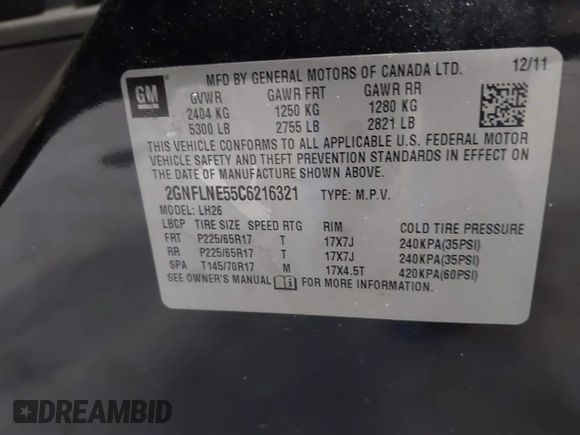 GM
MFD BY GENERAL MOTORS OF CANADA LTD. 12/11
GVWR GAWR FRT GAWR RR
2404 KG 1250 KG 1280 KG
5300 LB 2755 LB 2821 LB
THIS VEHICLE CONFORMS TO ALL APPLICABLE U.S. FEDERAL MOTOR
VEHICLE SAFETY AND THEFT PREVENTION STANDARDS IN EFFECT ON
THE DATE OF MANUFACTURE SHOWN ABOVE.
2GNFLNE55C6216321 TYPE: M.P.V.
MODEL: LH26
LBCP TIRE SIZE SPEED RTG RIM COLD TIRE PRESSURE
FRT P225/65R17 T 17X7J 240KPA(35PSI)
RR P225/65R17 T 17X7J 240KPA(35PSI)
SPA T145/70R17 M 17X4.5T 420KPA(60PSI)
SEE OWNER'S MANUAL FOR MORE INFORMATION.
DREAMBID